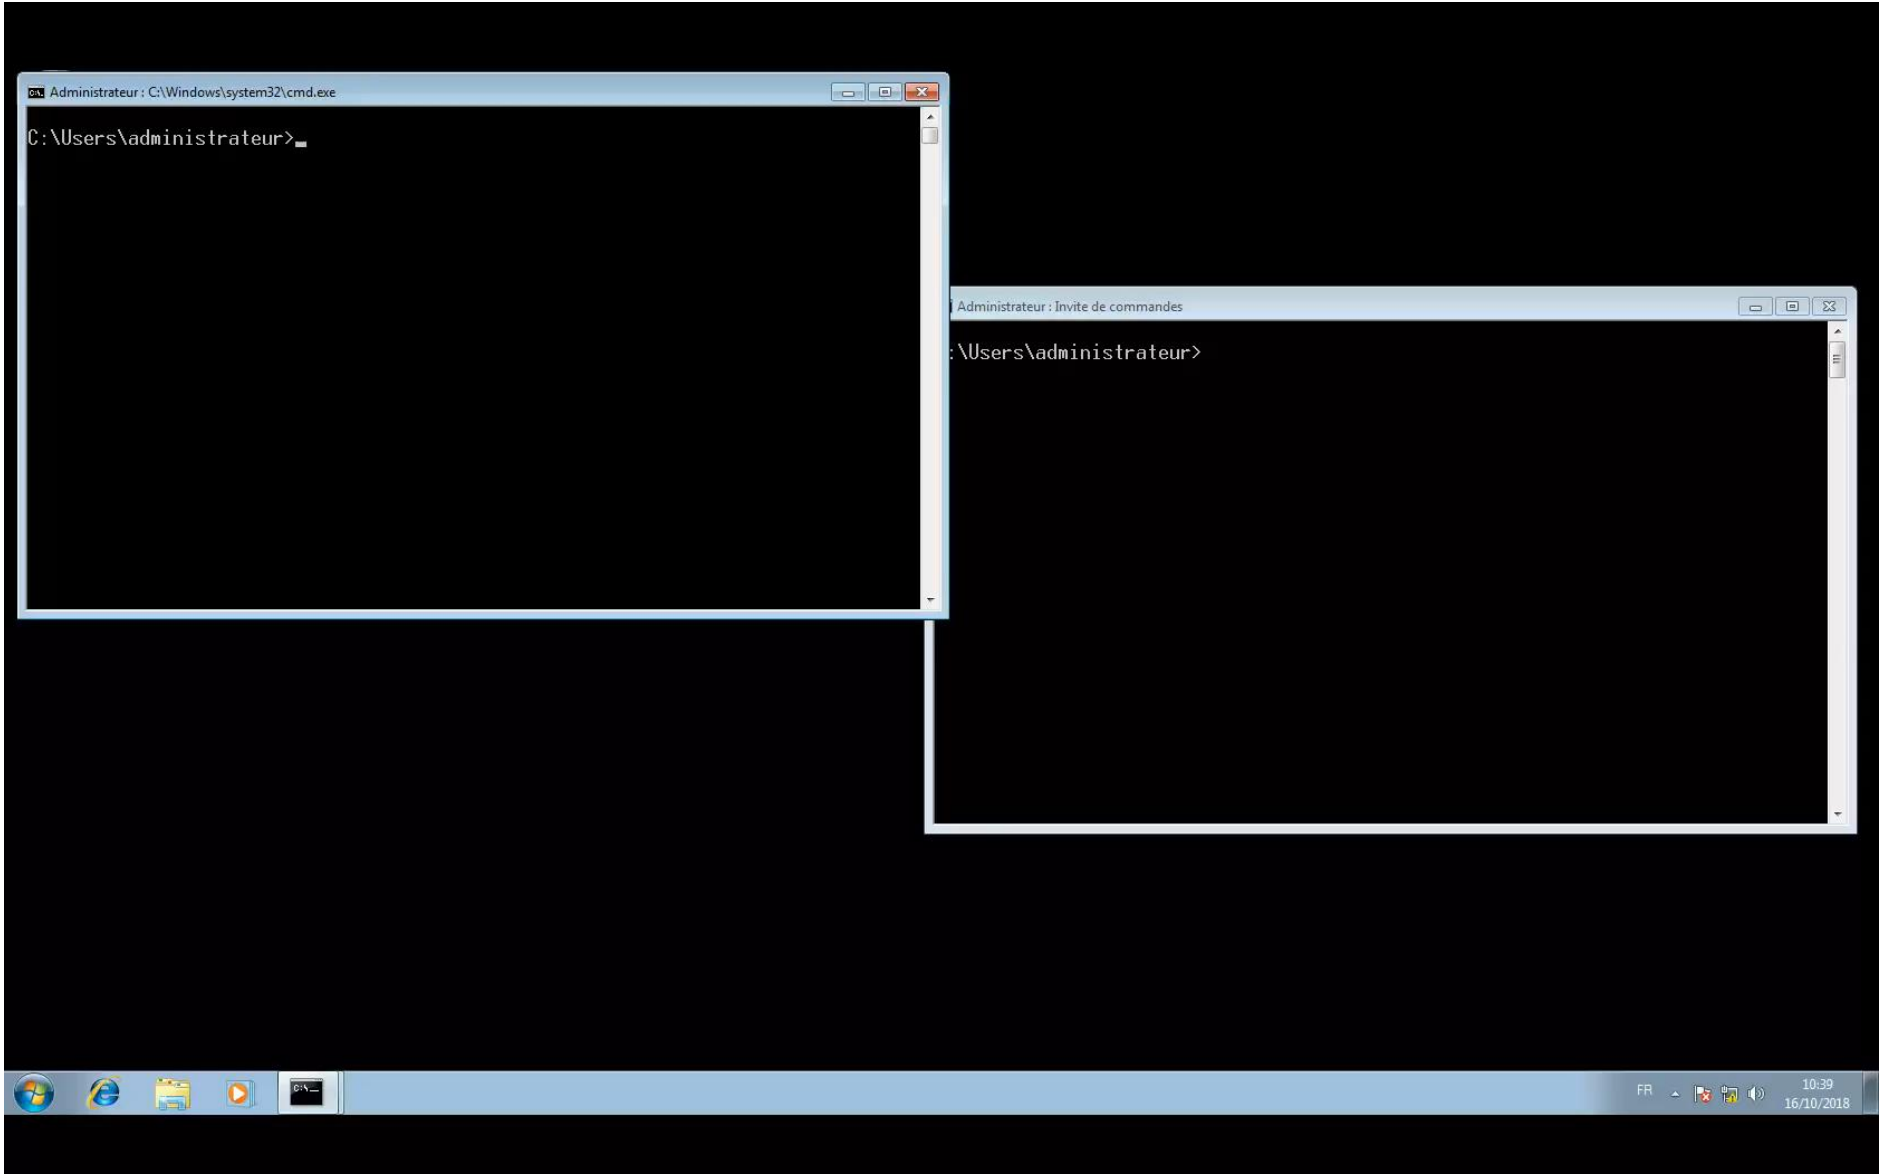 Administrateur : C:\Windows\system32\cmd.exe
C:\Users\administrateur>
Administrateur : Invite de commandes
:\Users\administrateur>
C:\
FR
10:39
16/10/2018